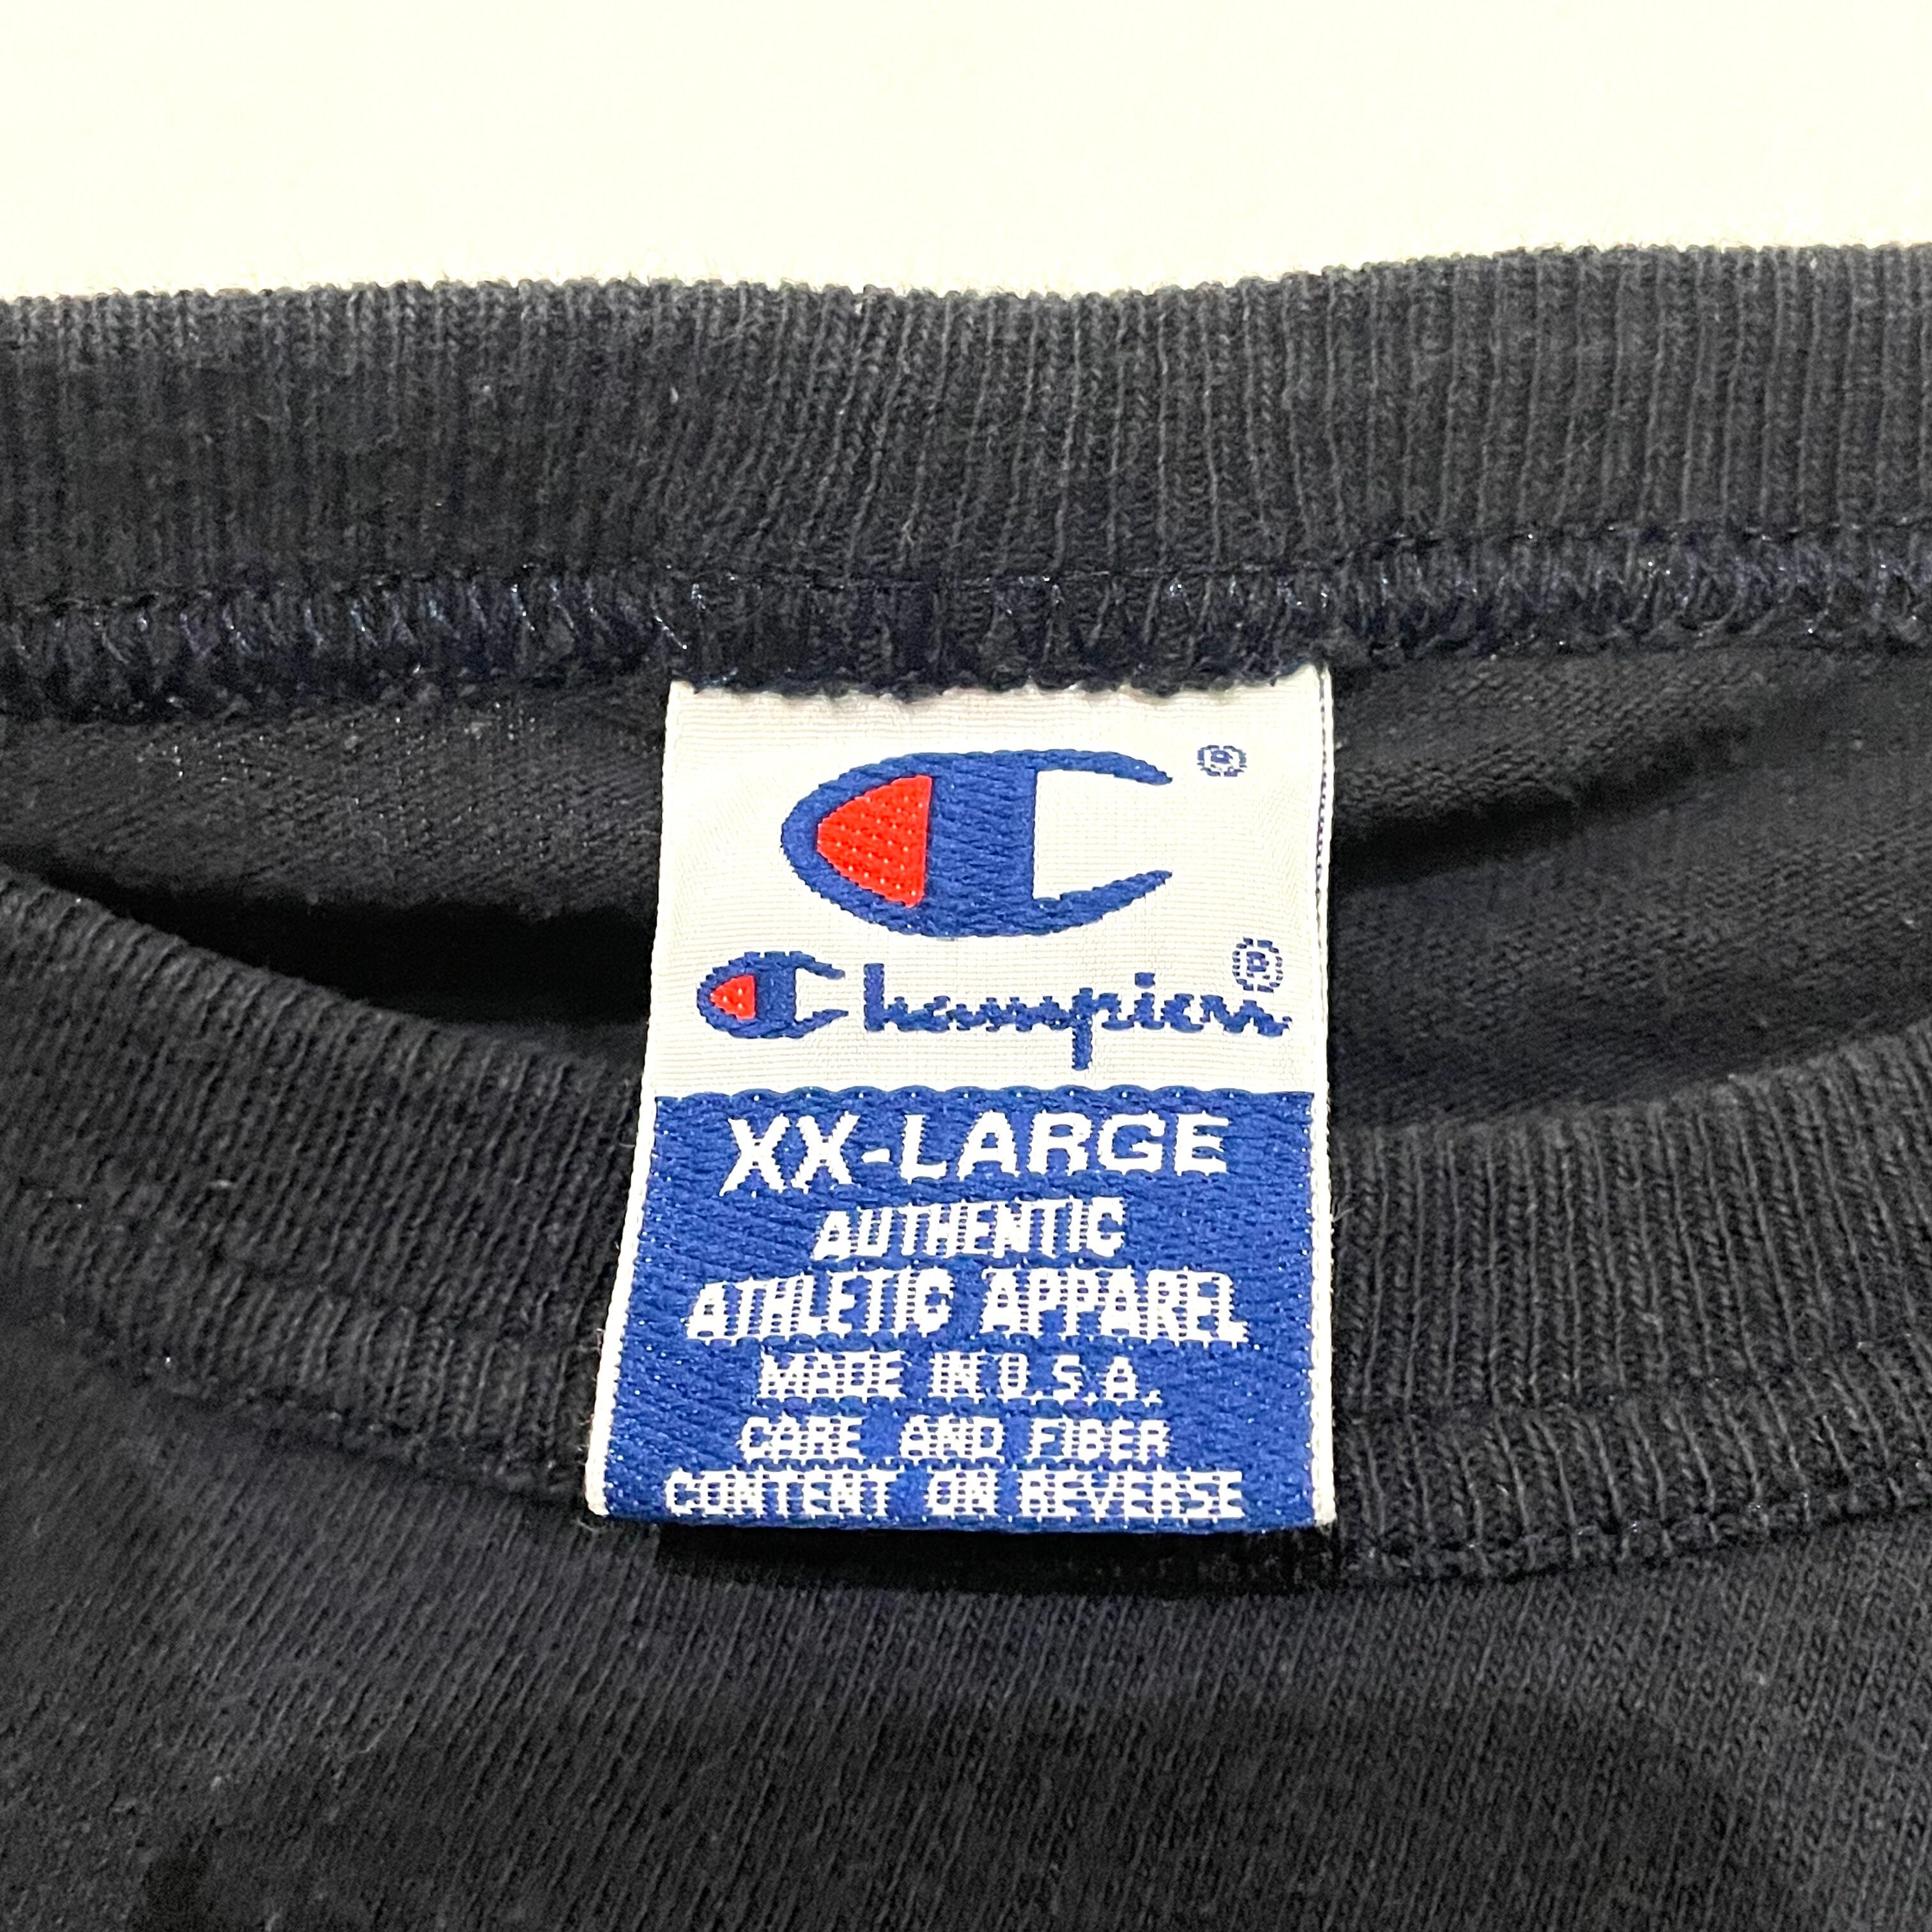 ®
Champion®
XX-LARGE
AUTHENTIC
ATHLETIC APPAREL
MADE IN U.S.A.
CARE AND FIBER
CONTENT ON REVERSE